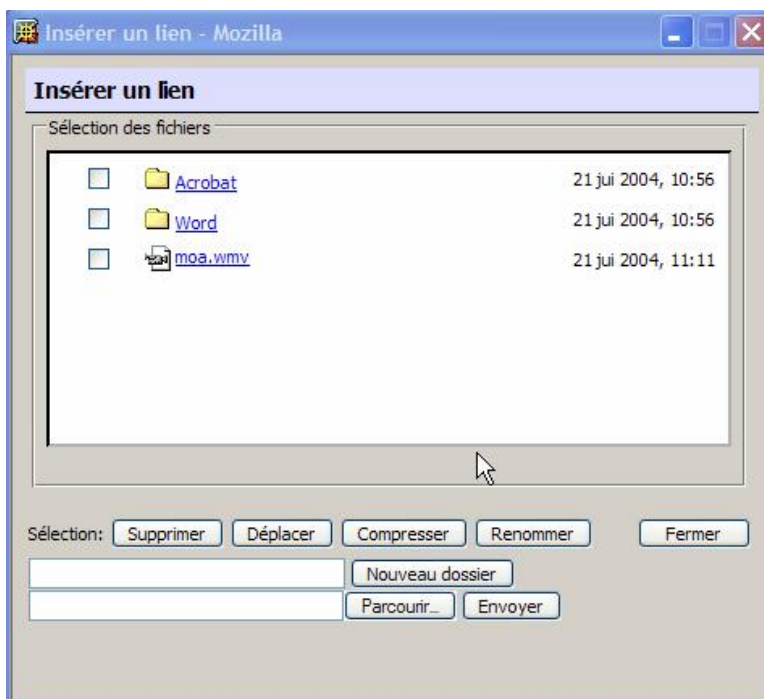 Insérer un lien - Mozilla
Insérer un lien
Sélection des fichiers
Acrobat 21 jui 2004, 10:56
Word 21 jui 2004, 10:56
moa.wmv 21 jui 2004, 11:11
Sélection: Supprimer Déplacer Compresser Renommer Fermer
Nouveau dossier
Parcourir... Envoyer